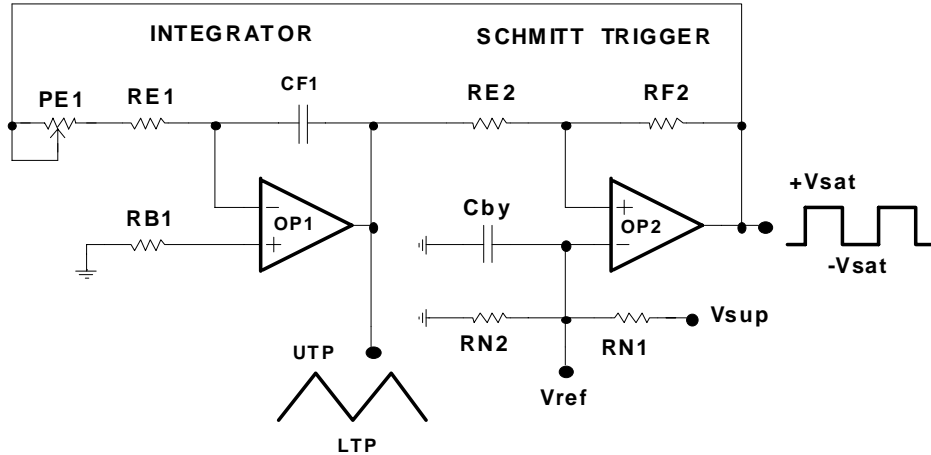 INTEGRATOR SCHMITT TRIGGER
CF1
PE1 RE1 RE2 RF2
+Vsat
RB1 − OP1 + Cby + OP2 −
-Vsat
Vsup
RN2 RN1
UTP
Vref
LTP